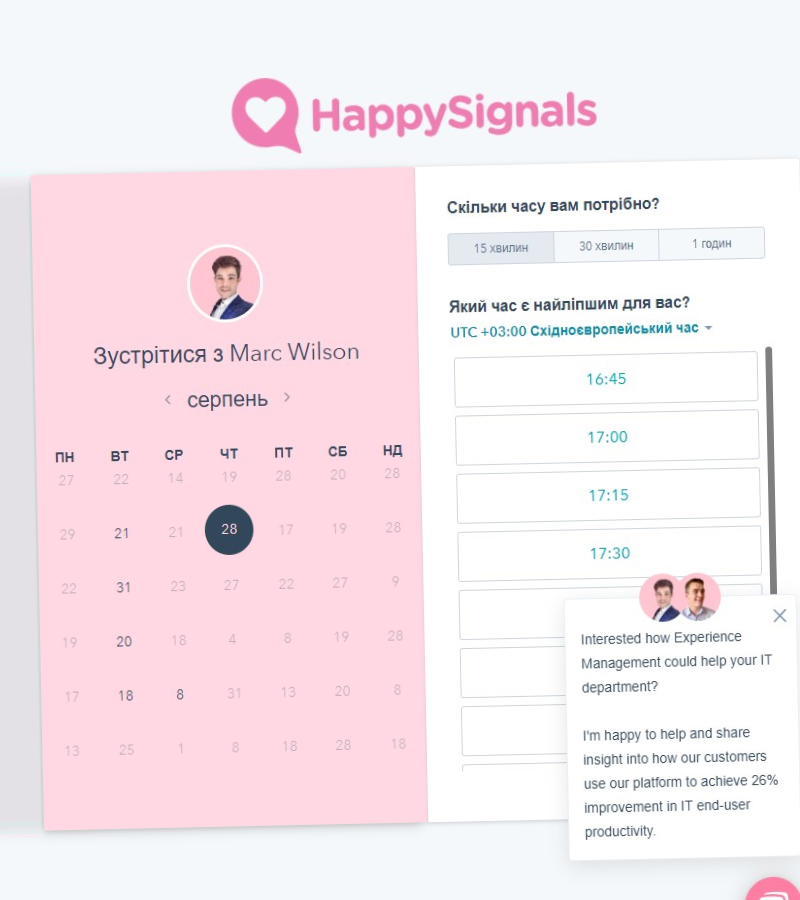 HappySignals
Зустрітися з Marc Wilson
серпень
ПН ВТ СР ЧТ ПТ СБ НД
27 22 14 19 28 20 28
29 21 21 28 17 19 28
22 31 23 27 22 27 9
19 20 18 4 8 19 28
17 18 8 31 13 20 8
13 25 1 8 18 28 18
Скільки часу вам потрібно?
15 хвилин 30 хвилин 1 годин
Який час є найліпшим для вас?
UTC +03:00 Східноєвропейський час
16:45
17:00
17:15
17:30
Interested how Experience
Management could help your IT
department?
I'm happy to help and share
insight into how our customers
use our platform to achieve 26%
improvement in IT end-user
productivity.